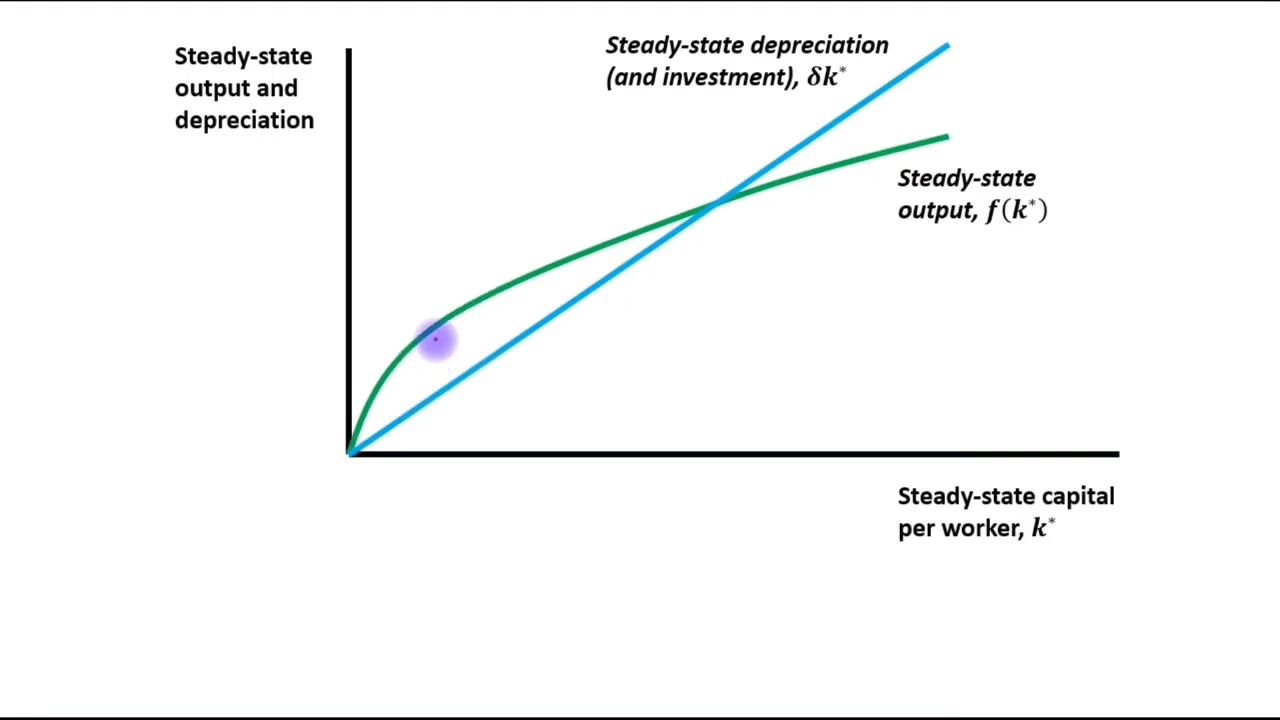 Steady-state
output and
depreciation
Steady-state depreciation
(and investment), δk*
Steady-state
output, f(k*)
Steady-state capital
per worker, k*